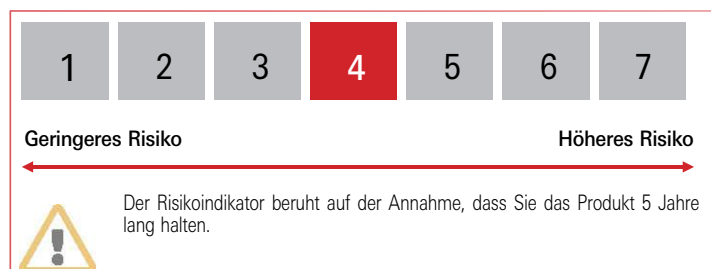 1 2 3 4 5 6 7
Geringeres Risiko Höheres Risiko
Der Risikoindikator beruht auf der Annahme, dass Sie das Produkt 5 Jahre
lang halten.